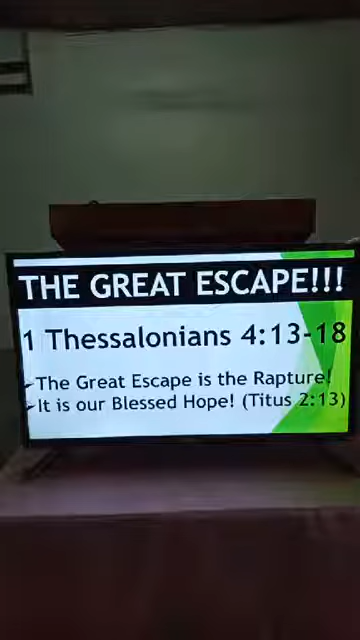 THE GREAT ESCAPE!!!
1 Thessalonians 4:13-18
➢The Great Escape is the Rapture!
➢It is our Blessed Hope! (Titus 2:13)